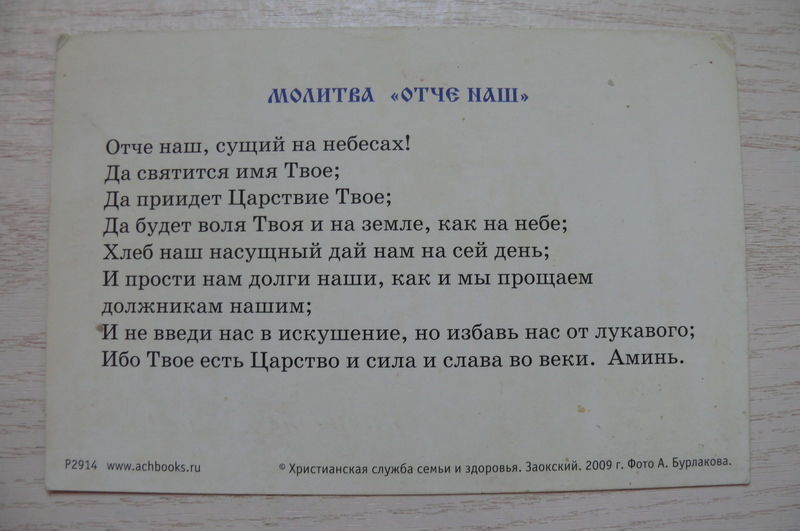 МОЛИТВА «ОТЧЕ НАШ»
Отче наш, сущий на небесах!
Да святится имя Твое;
Да приидет Царствие Твое;
Да будет воля Твоя и на земле, как на небе;
Хлеб наш насущный дай нам на сей день;
И прости нам долги наши, как и мы прощаем
должникам нашим;
И не введи нас в искушение, но избавь нас от лукавого;
Ибо Твое есть Царство и сила и слава во веки. Аминь.
Р2914 www.achbooks.ru © Христианская служба семьи и здоровья. Заокский. 2009 г. Фото А. Бурлакова.